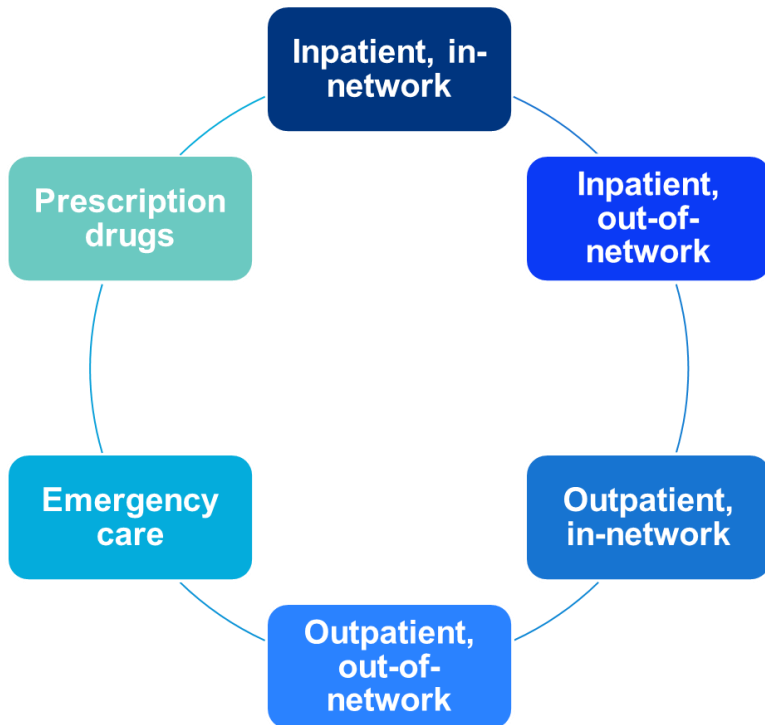 Inpatient, in-
network
Inpatient,
out-of-
network
Outpatient,
in-network
Outpatient,
out-of-
network
Emergency
care
Prescription
drugs